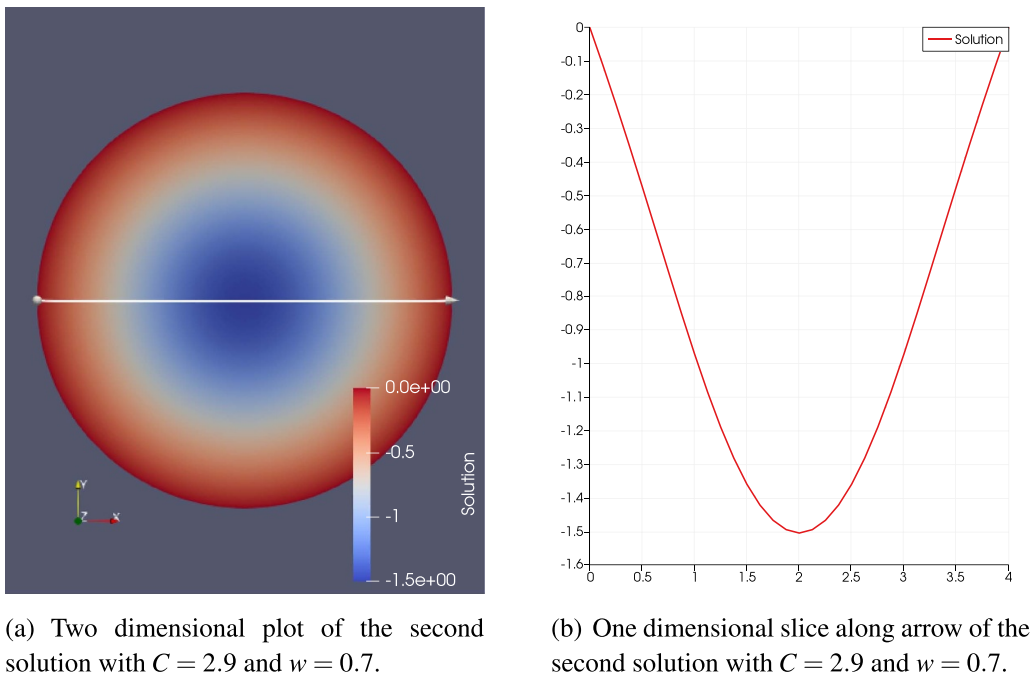 0.0e+00
-0.5
-1
-1.5e+00
Solution
Y
Z
X
Solution
0
-0.1
-0.2
-0.3
-0.4
-0.5
-0.6
-0.7
-0.8
-0.9
-1
-1.1
-1.2
-1.3
-1.4
-1.5
-1.6
0 0.5 1 1.5 2 2.5 3 3.5 4
(a) Two dimensional plot of the second
solution with C = 2.9 and w = 0.7.
(b) One dimensional slice along arrow of the
second solution with C = 2.9 and w = 0.7.